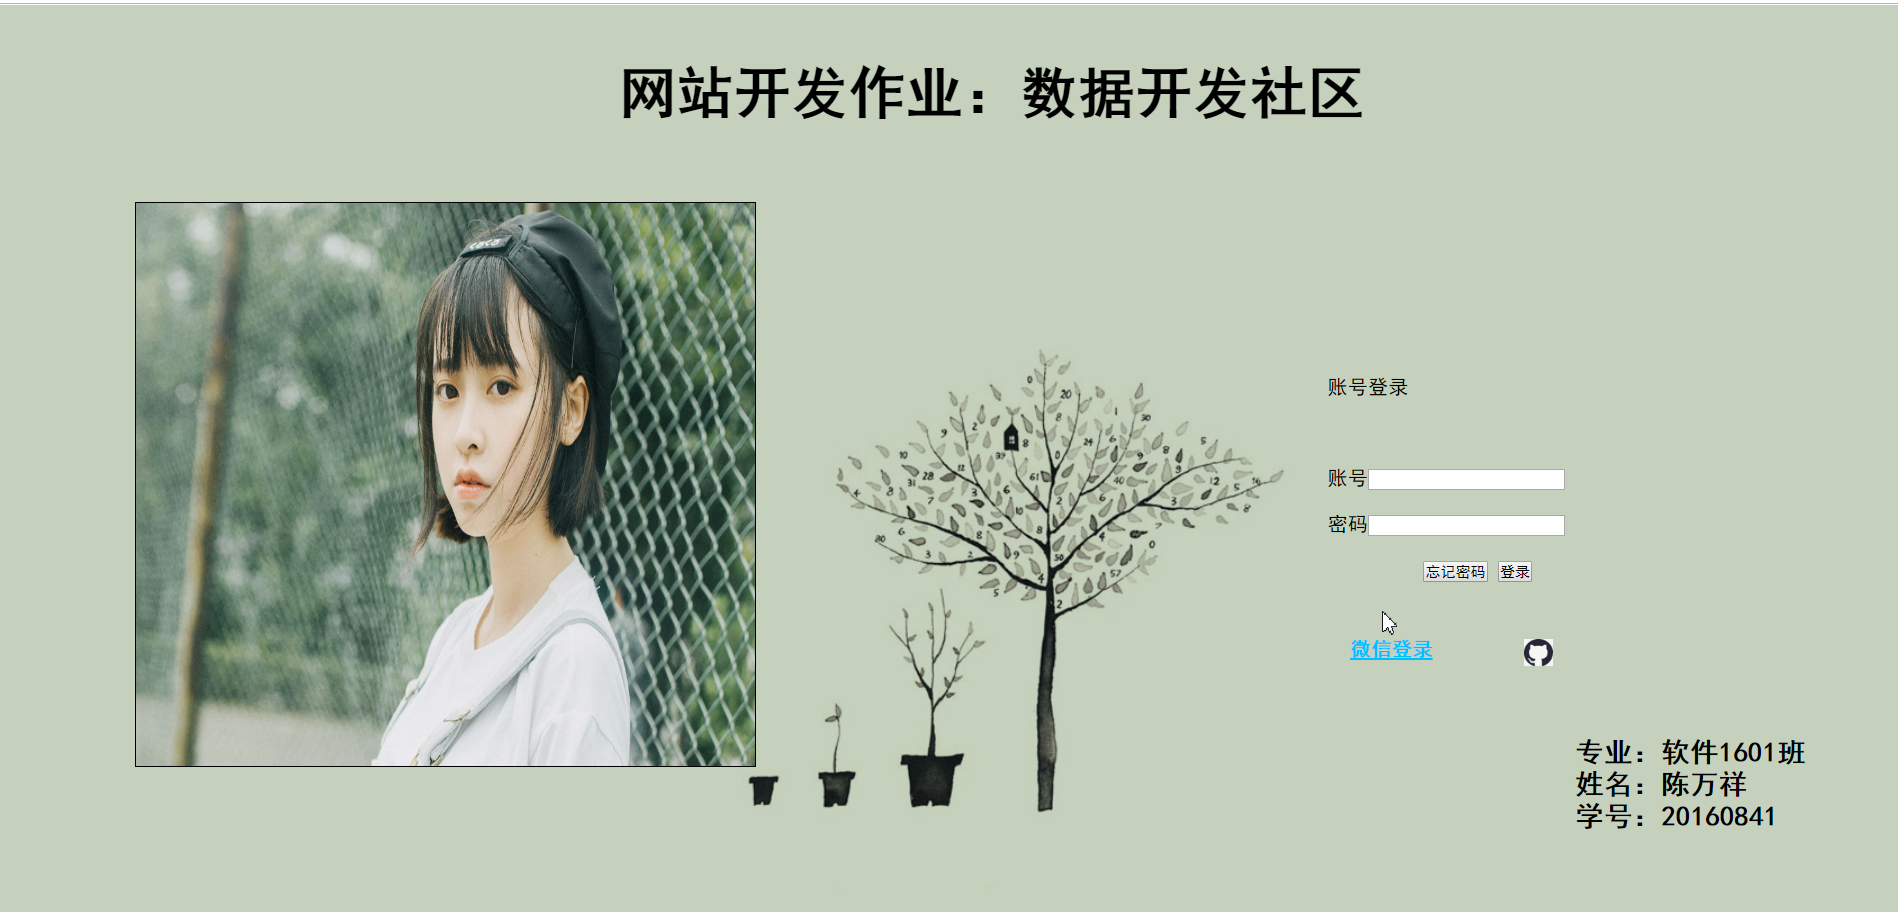 网站开发作业：数据开发社区
账号登录
账号
密码
忘记密码 登录
微信登录
专业：软件1601班
姓名：陈万祥
学号：20160841